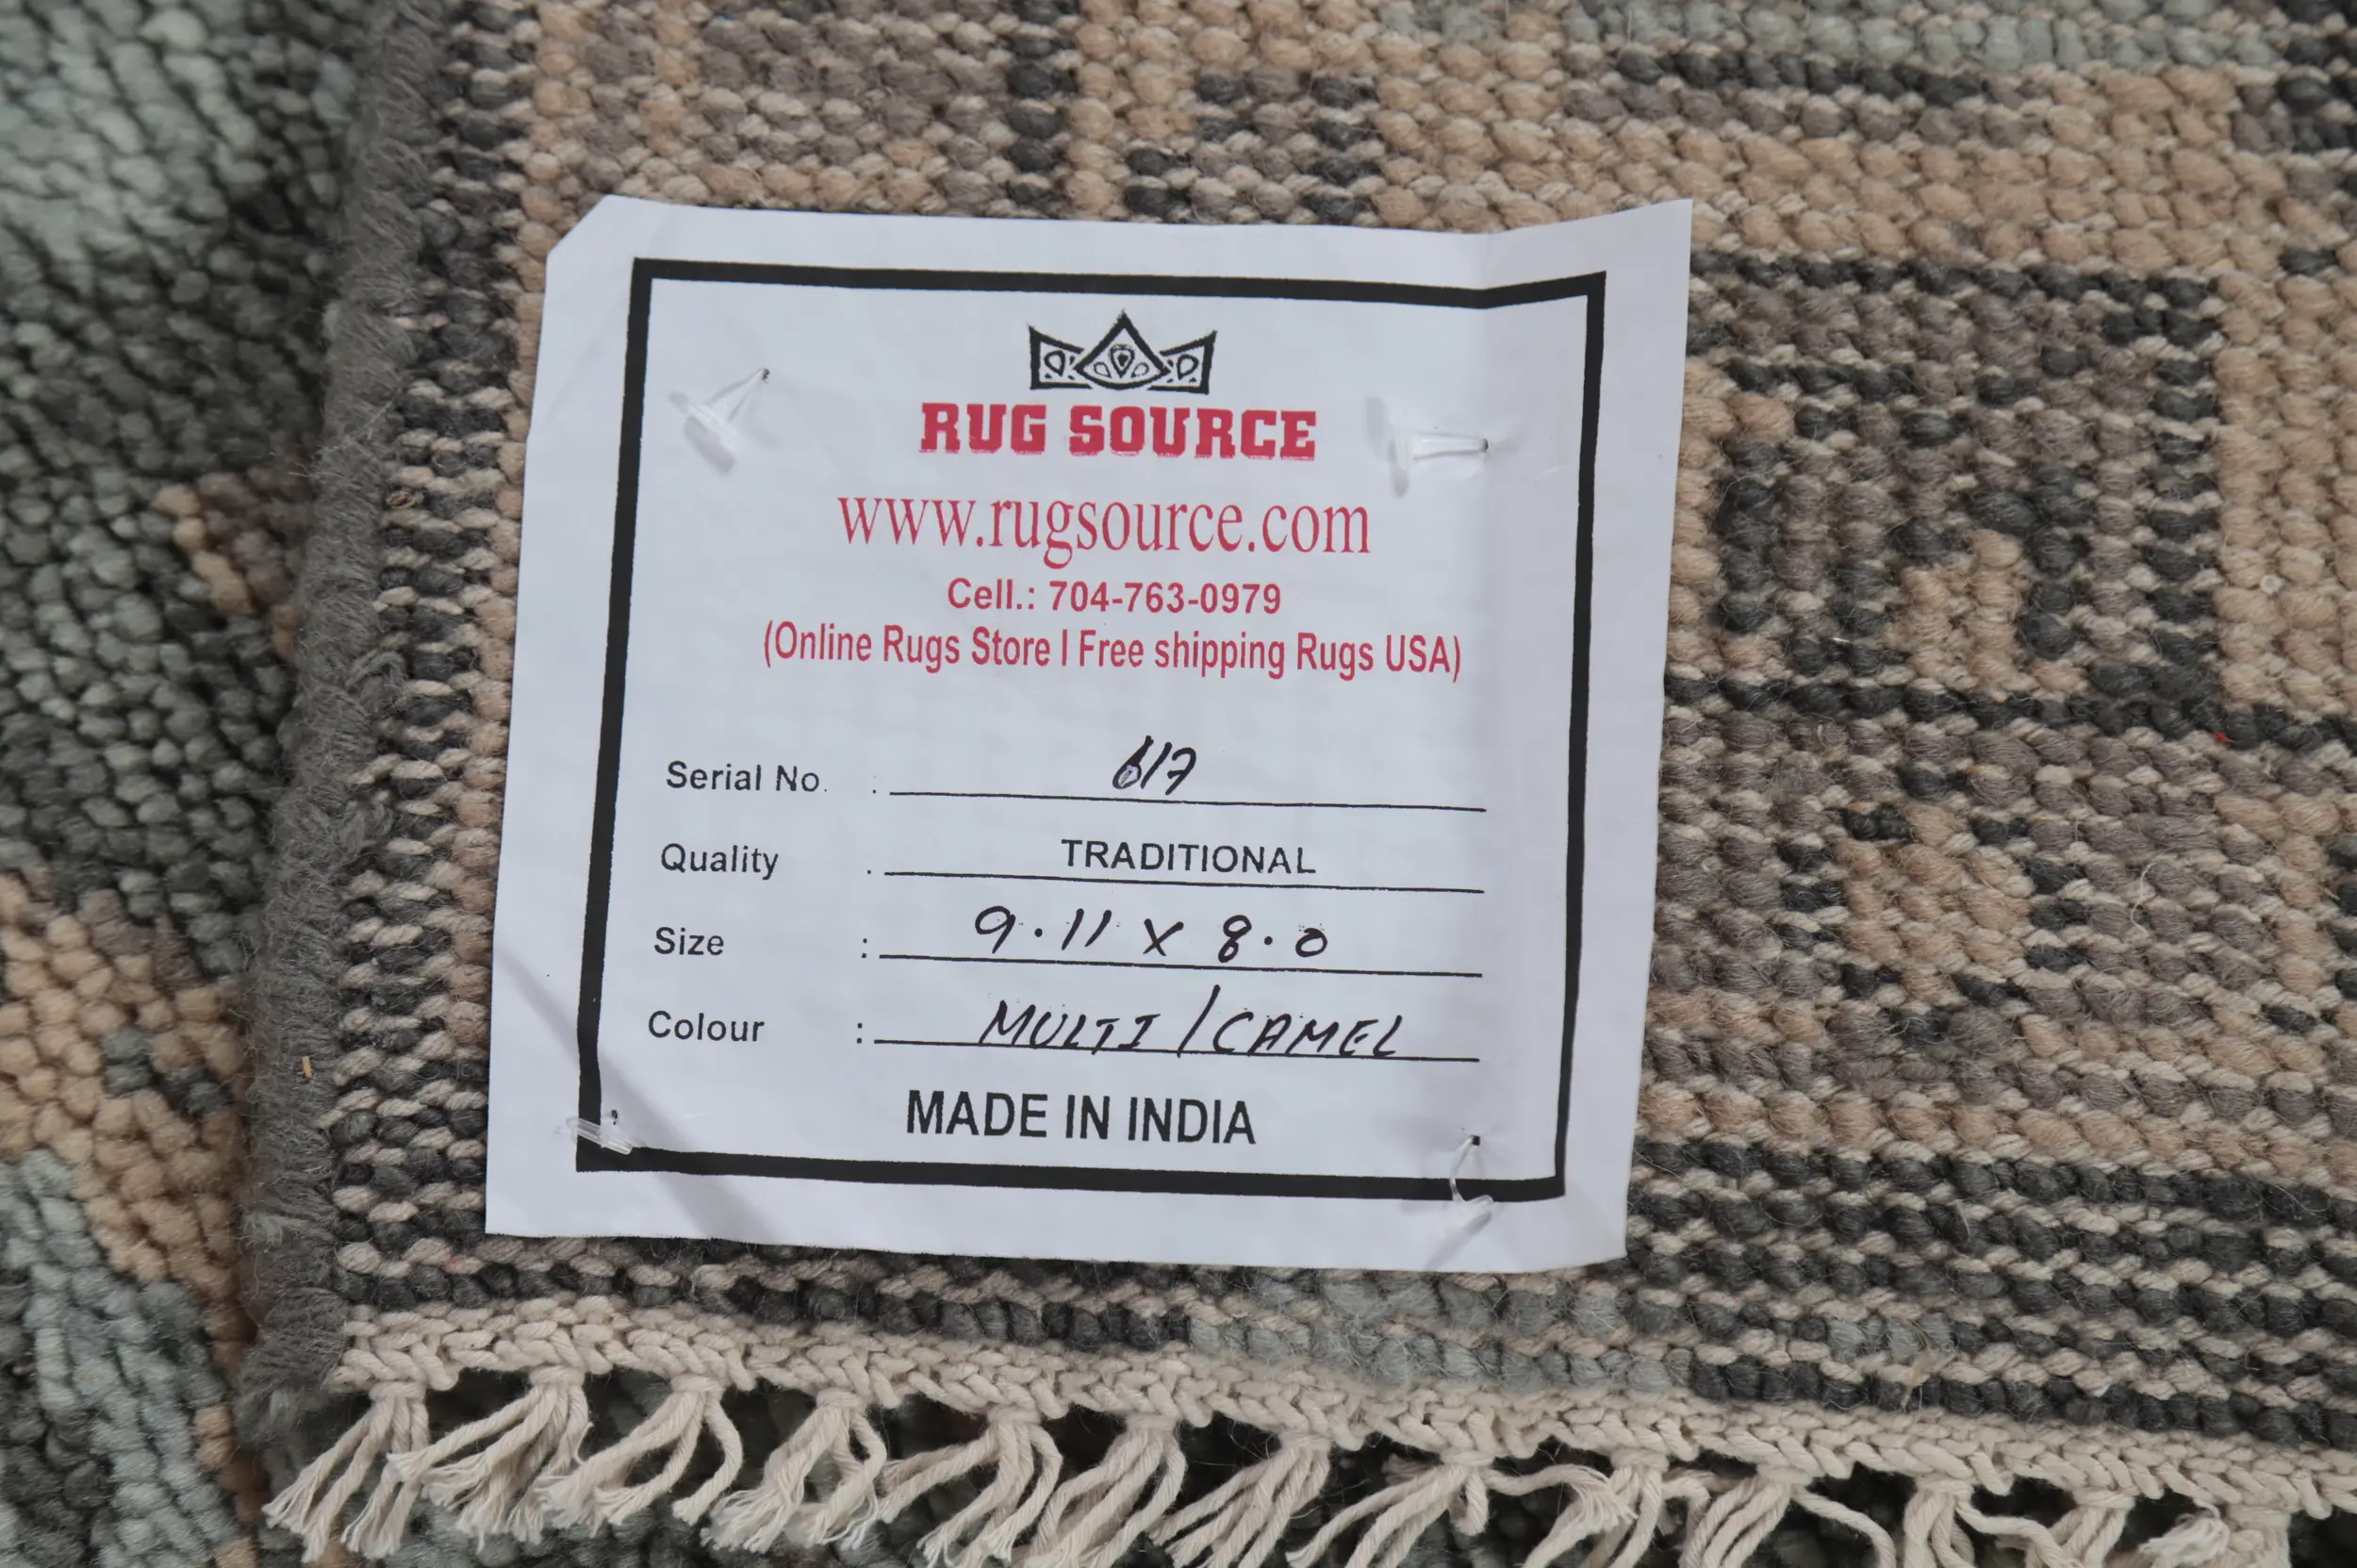 RUG SOURCE
www.rugsource.com
Cell.: 704-763-0979
(Online Rugs Store I Free shipping Rugs USA)
Serial No. : 617
Quality : TRADITIONAL
Size : 9.11 X 8.0
Colour : MULTI/CAMEL
MADE IN INDIA